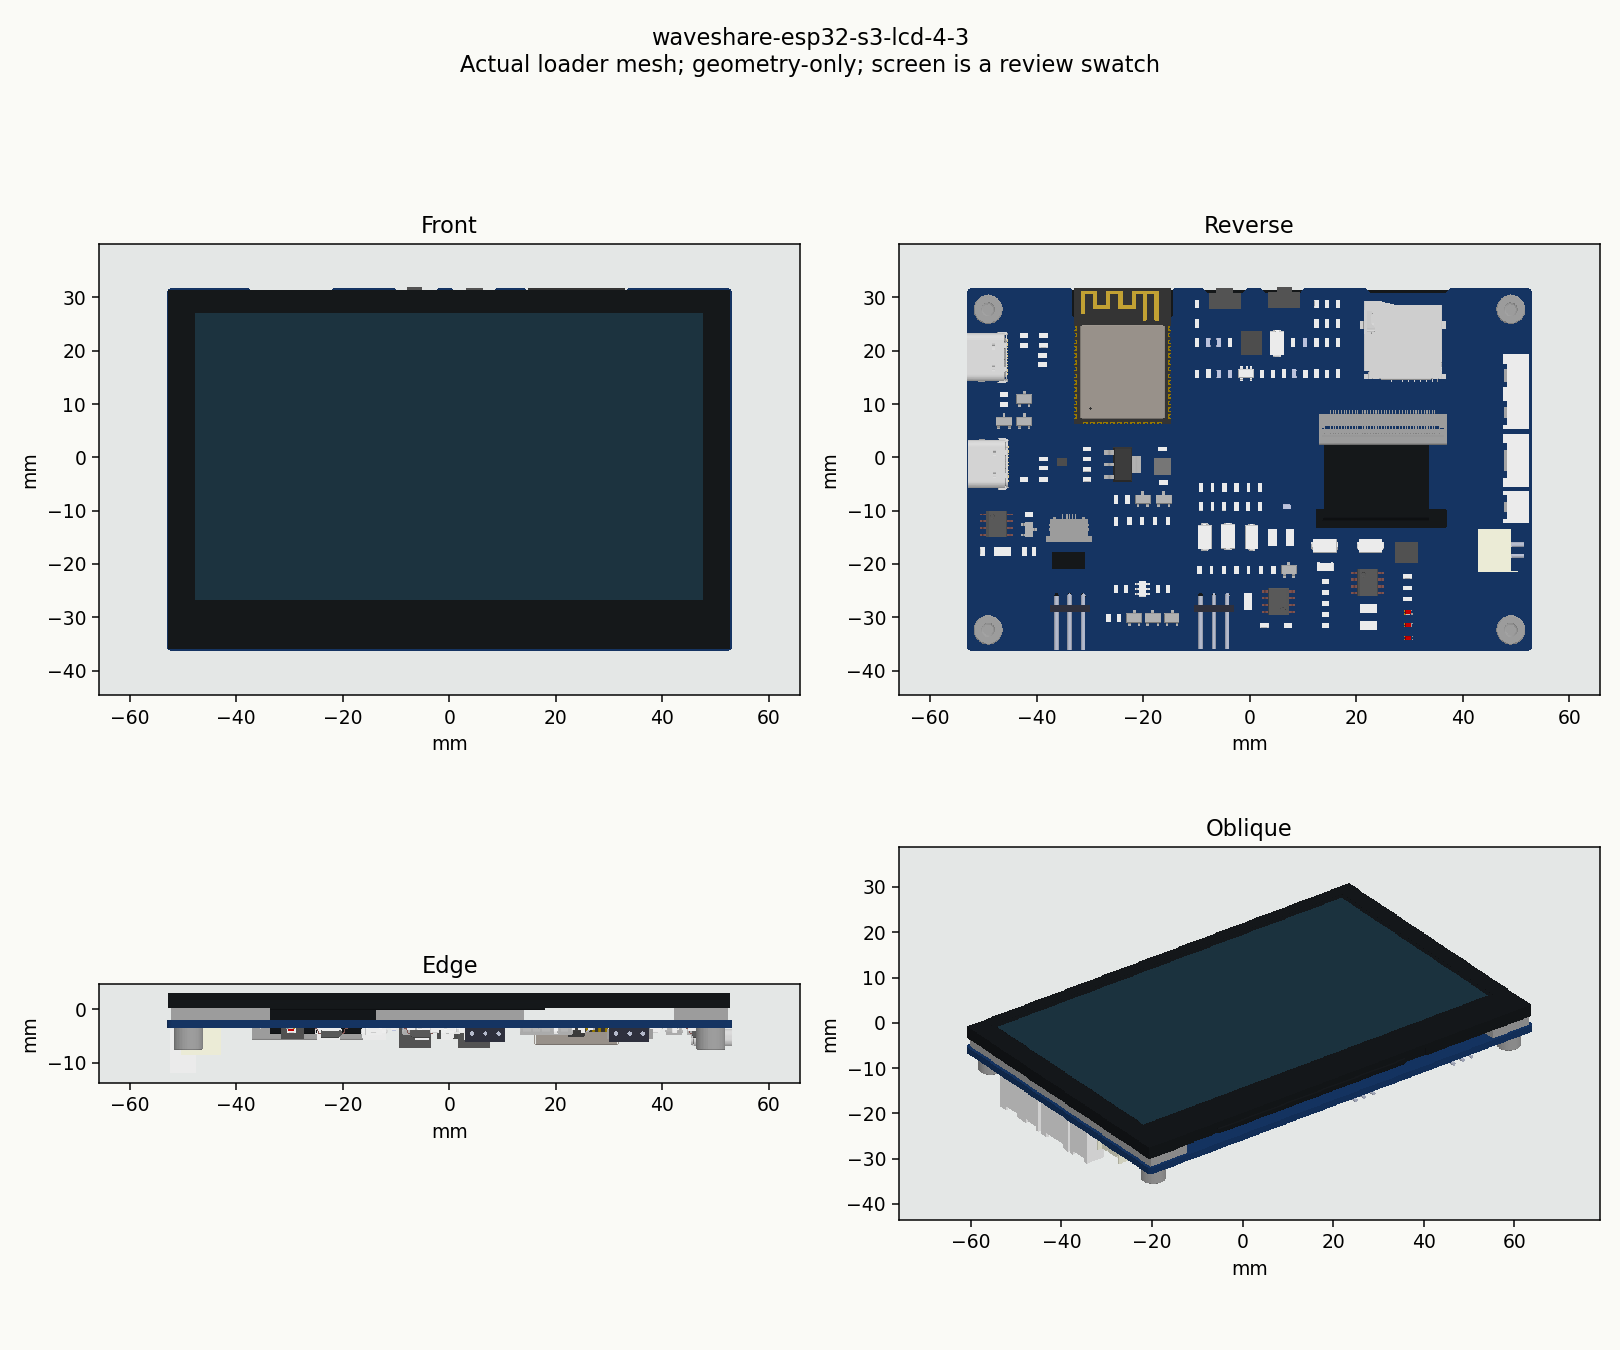 waveshare-esp32-s3-lcd-4-3
Actual loader mesh; geometry-only; screen is a review swatch
Front
30
20
10
0
−10
−20
−30
−40
mm
−60 −40 −20 0 20 40 60
mm
Reverse
30
20
10
0
−10
−20
−30
−40
mm
−60 −40 −20 0 20 40 60
mm
Edge
0
−10
mm
−60 −40 −20 0 20 40 60
mm
Oblique
30
20
10
0
−10
−20
−30
−40
mm
−60 −40 −20 0 20 40 60
mm